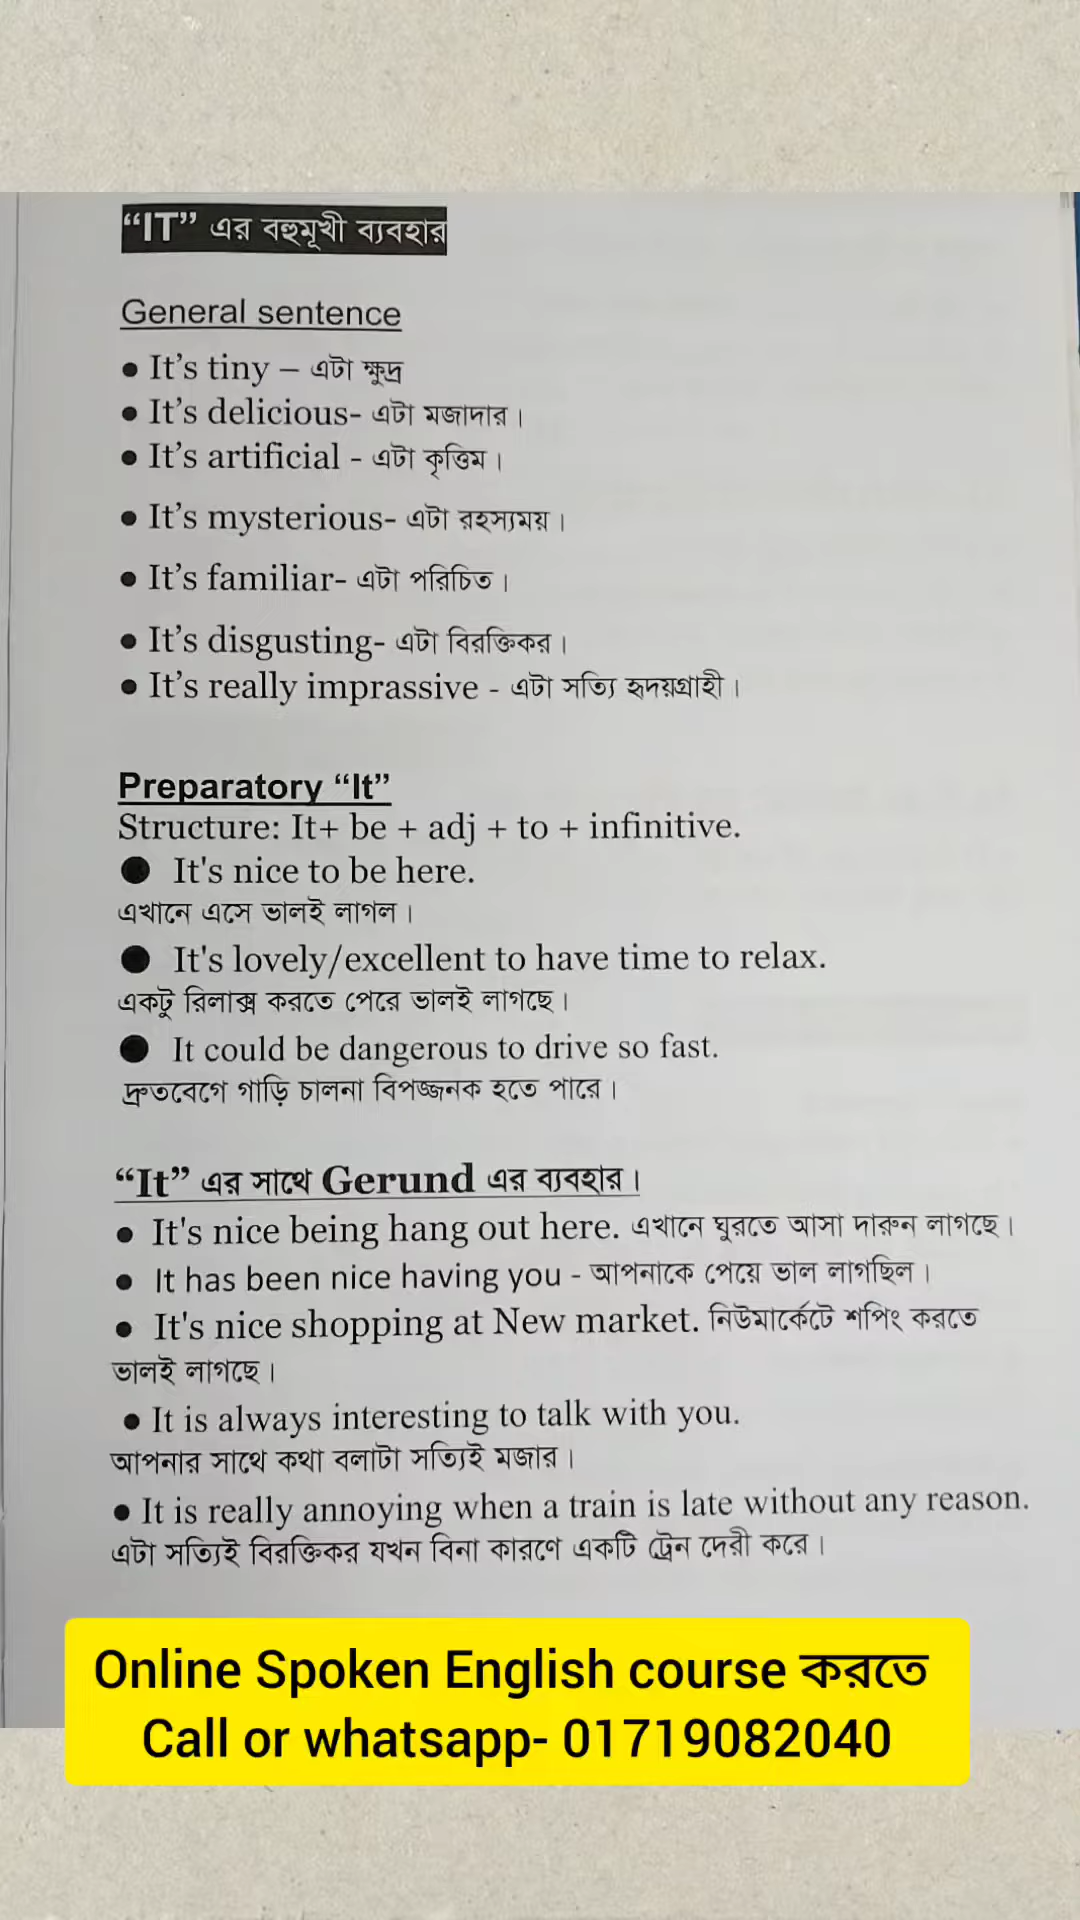 “IT” এর বহুমূখী ব্যবহার
General sentence
● It’s tiny – এটা ক্ষুদ্র
● It’s delicious- এটা মজাদার।
● It’s artificial - এটা কৃত্তিম।
● It’s mysterious- এটা রহস্যময়।
● It’s familiar- এটা পরিচিত।
● It’s disgusting- এটা বিরক্তিকর।
● It’s really imprassive - এটা সত্যি হৃদয়গ্রাহী।
Preparatory “It”
Structure: It+ be + adj + to + infinitive.
● It's nice to be here.
এখানে এসে ভালই লাগল।
● It's lovely/excellent to have time to relax.
একটু রিলাক্স করতে পেরে ভালই লাগছে।
● It could be dangerous to drive so fast.
দ্রুতবেগে গাড়ি চালনা বিপজ্জনক হতে পারে।
“It” এর সাথে Gerund এর ব্যবহার।
● It's nice being hang out here. এখানে ঘুরতে আসা দারুন লাগছে।
● It has been nice having you - আপনাকে পেয়ে ভাল লাগছিল।
● It's nice shopping at New market. নিউমার্কেটে শপিং করতে
ভালই লাগছে।
● It is always interesting to talk with you.
আপনার সাথে কথা বলাটা সত্যিই মজার।
● It is really annoying when a train is late without any reason.
এটা সত্যিই বিরক্তিকর যখন বিনা কারণে একটি ট্রেন দেরী করে।
Online Spoken English course করতে
Call or whatsapp- 01719082040